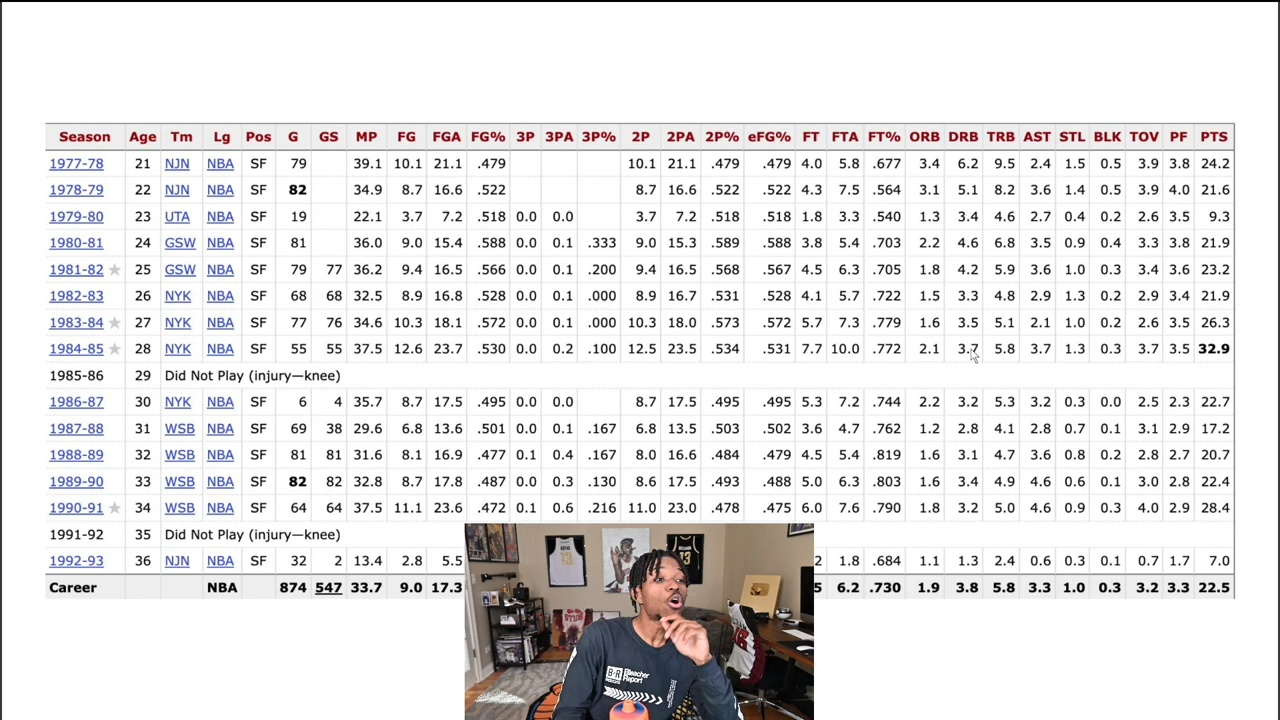 Season Age Tm Lg Pos G GS MP FG FGA FG% 3P 3PA 3P% 2P 2PA 2P% eFG% FT FTA FT% ORB DRB TRB AST STL BLK TOV PF PTS
1977-78 21 NJN NBA SF 79 39.1 10.1 21.1 .479 10.1 21.1 .479 .479 4.0 5.8 .677 3.4 6.2 9.5 2.4 1.5 0.5 3.9 3.8 24.2
1978-79 22 NJN NBA SF 82 34.9 8.7 16.6 .522 8.7 16.6 .522 .522 4.3 7.5 .564 3.1 5.1 8.2 3.6 1.4 0.5 3.9 4.0 21.6
1979-80 23 UTA NBA SF 19 22.1 3.7 7.2 .518 0.0 0.0 3.7 7.2 .518 .518 1.8 3.3 .540 1.3 3.4 4.6 2.7 0.4 0.2 2.6 3.5 9.3
1980-81 24 GSW NBA SF 81 36.0 9.0 15.4 .588 0.0 0.1 .333 9.0 15.3 .589 .588 3.8 5.4 .703 2.2 4.6 6.8 3.5 0.9 0.4 3.3 3.8 21.9
1981-82 ★ 25 GSW NBA SF 79 77 36.2 9.4 16.5 .566 0.0 0.1 .200 9.4 16.5 .568 .567 4.5 6.3 .705 1.8 4.2 5.9 3.6 1.0 0.3 3.4 3.6 23.2
1982-83 26 NYK NBA SF 68 68 32.5 8.9 16.8 .528 0.0 0.1 .000 8.9 16.7 .531 .528 4.1 5.7 .722 1.5 3.3 4.8 2.9 1.3 0.2 2.9 3.4 21.9
1983-84 ★ 27 NYK NBA SF 77 76 34.6 10.3 18.1 .572 0.0 0.1 .000 10.3 18.0 .573 .572 5.7 7.3 .779 1.6 3.5 5.1 2.1 1.0 0.2 2.6 3.5 26.3
1984-85 ★ 28 NYK NBA SF 55 55 37.5 12.6 23.7 .530 0.0 0.2 .100 12.5 23.5 .534 .531 7.7 10.0 .772 2.1 3.7 5.8 3.7 1.3 0.3 3.7 3.5 32.9
1985-86 29 Did Not Play (injury—knee)
1986-87 30 NYK NBA SF 6 4 35.7 8.7 17.5 .495 0.0 0.0 8.7 17.5 .495 .495 5.3 7.2 .744 2.2 3.2 5.3 3.2 0.3 0.0 2.5 2.3 22.7
1987-88 31 WSB NBA SF 69 38 29.6 6.8 13.6 .501 0.0 0.1 .167 6.8 13.5 .503 .502 3.6 4.7 .762 1.2 2.8 4.1 2.8 0.7 0.1 3.1 2.9 17.2
1988-89 32 WSB NBA SF 81 81 31.6 8.1 16.9 .477 0.1 0.4 .167 8.0 16.6 .484 .479 4.5 5.4 .819 1.6 3.1 4.7 3.6 0.8 0.2 2.8 2.7 20.7
1989-90 33 WSB NBA SF 82 82 32.8 8.7 17.8 .487 0.0 0.3 .130 8.6 17.5 .493 .488 5.0 6.3 .803 1.6 3.4 4.9 4.6 0.6 0.1 3.0 2.8 22.4
1990-91 ★ 34 WSB NBA SF 64 64 37.5 11.1 23.6 .472 0.1 0.6 .216 11.0 23.0 .478 .475 6.0 7.6 .790 1.8 3.2 5.0 4.6 0.9 0.3 4.0 2.9 28.4
1991-92 35 Did Not Play (injury—knee)
1992-93 36 NJN NBA SF 32 2 13.4 2.8 5.5 2 1.8 .684 1.1 1.3 2.4 0.6 0.3 0.1 0.7 1.7 7.0
Career NBA 874 547 33.7 9.0 17.3 5 6.2 .730 1.9 3.8 5.8 3.3 1.0 0.3 3.2 3.3 22.5
13
13
B R
Bleacher
Report